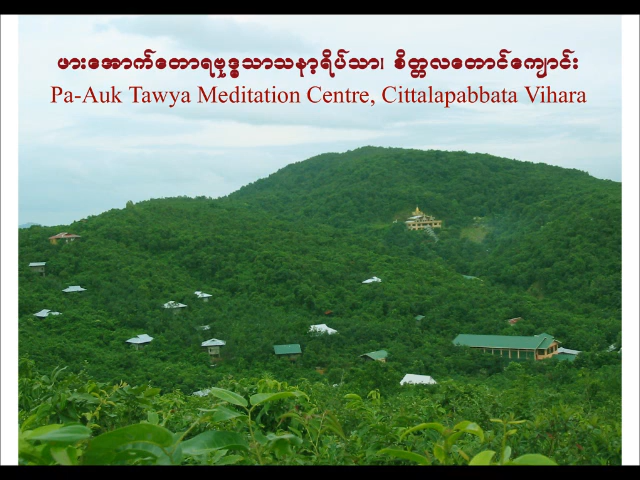 ဖားအောက်တောရဗုဒ္ဓသာသနာ့ရိပ်သာ၊ စိတ္တလတောင်ကျောင်း
Pa-Auk Tawya Meditation Centre, Cittalapabbata Vihara